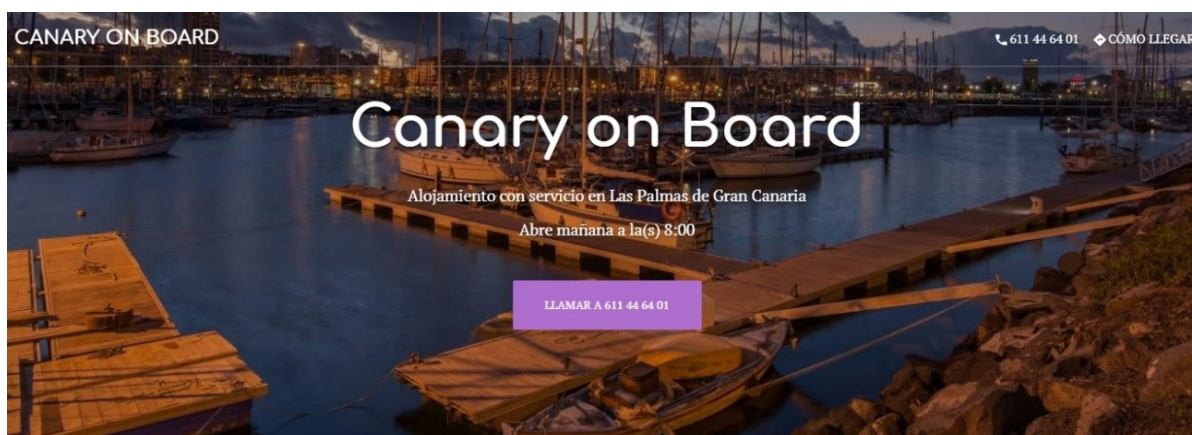 CANARY ON BOARD
611 44 64 01 CÓMO LLEGAR
Canary on Board
Alojamiento con servicio en Las Palmas de Gran Canaria
Abre mañana a la(s) 8:00
LLAMAR A 611 44 64 01